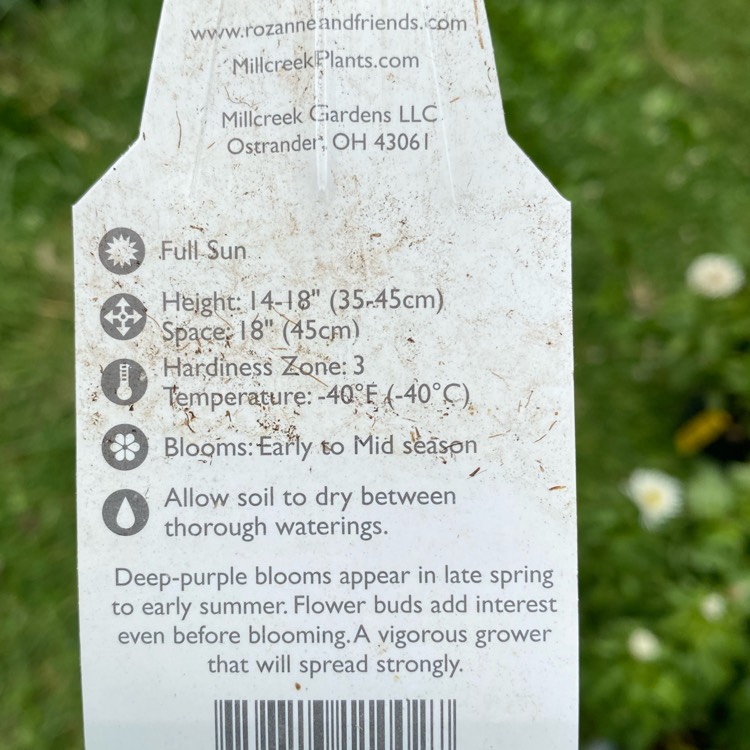 www.rozanneandfriends.com
MillcreekPlants.com
Millcreek Gardens LLC
Ostrander, OH 43061
Full Sun
Height: 14-18" (35-45cm)
Space: 18" (45cm)
Hardiness Zone: 3
Temperature: -40°F (-40°C)
Blooms: Early to Mid season
Allow soil to dry between
thorough waterings.
Deep-purple blooms appear in late spring
to early summer. Flower buds add interest
even before blooming. A vigorous grower
that will spread strongly.